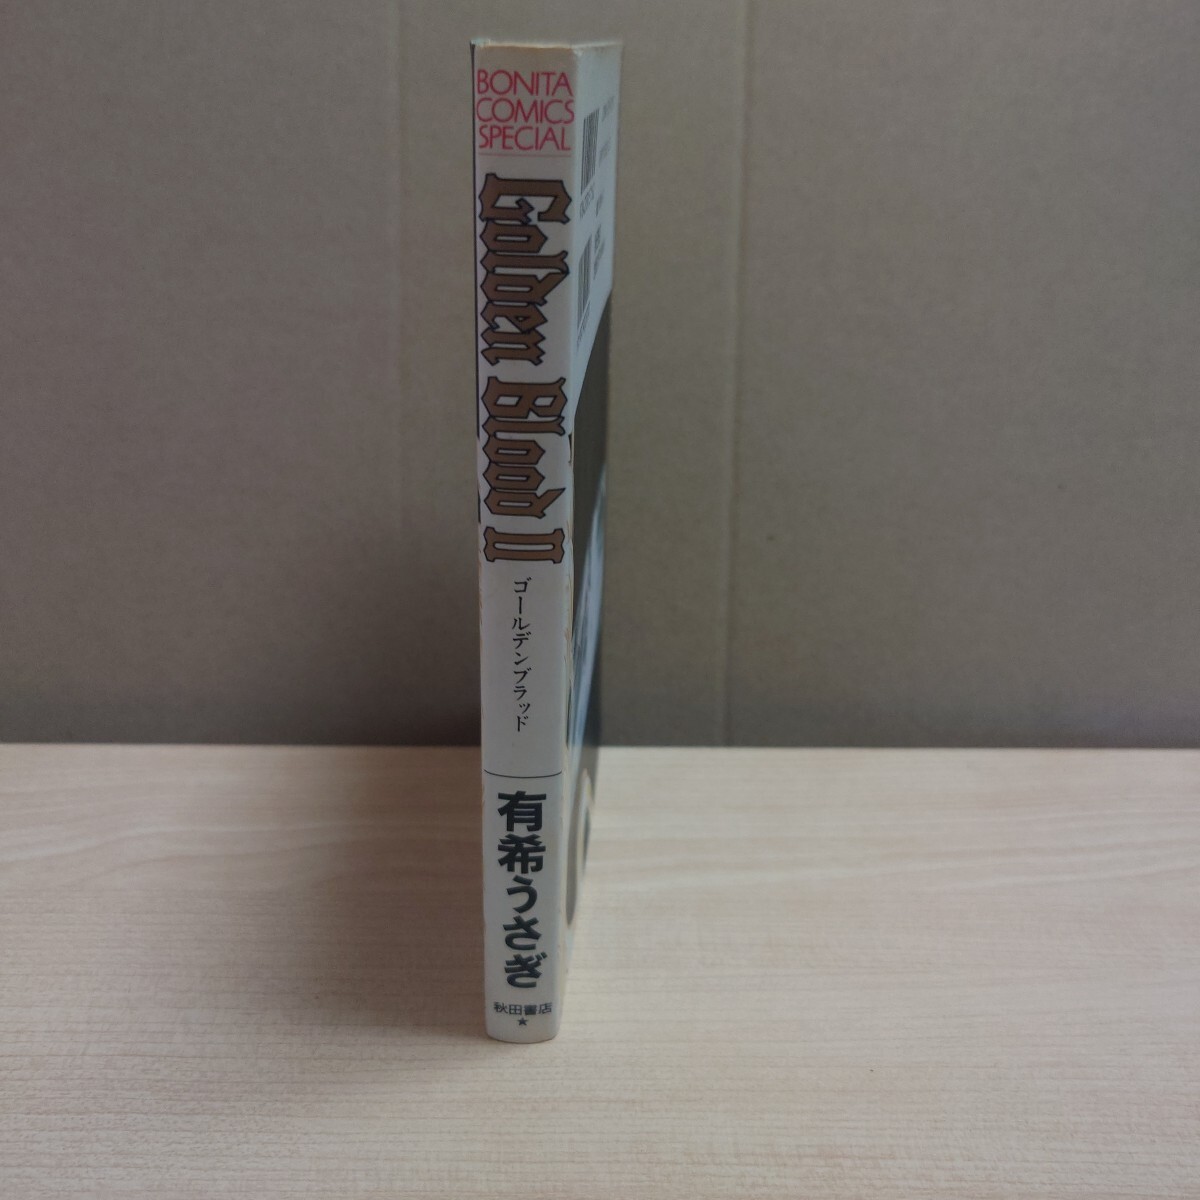 BONITA
COMICS
SPECIAL
Golden Blood II
ゴールデンブラッド
有希うさぎ
秋田書店
★